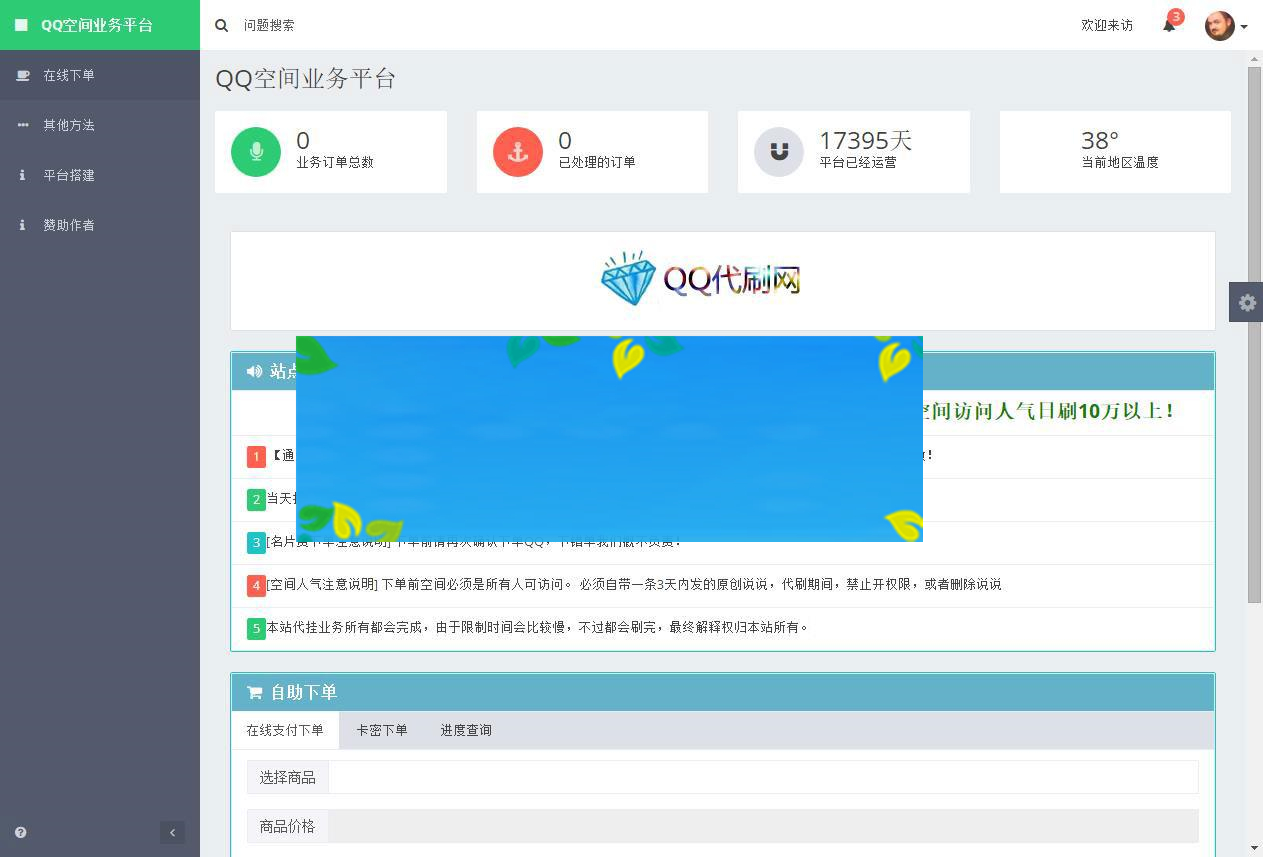 QQ空间业务平台
问题搜索
欢迎来访
3
在线下单
其他方法
平台搭建
赞助作者
QQ空间业务平台
0
业务订单总数
0
已处理的订单
17395天
平台已经运营
38°
当前地区温度
QQ代刷网
站点
空间访问人气日刷10万以上！
1 【通
！
2 当天
3 [名片赞下单注意说明] 下单前请再次确认下单QQ，下错单我们概不负责！
4 [空间人气注意说明] 下单前空间必须是所有人可访问。 必须自带一条3天内发的原创说说，代刷期间，禁止开权限，或者删除说说
5 本站代挂业务所有都会完成，由于限制时间会比较慢，不过都会刷完，最终解释权归本站所有。
自助下单
在线支付下单
卡密下单
进度查询
选择商品
商品价格